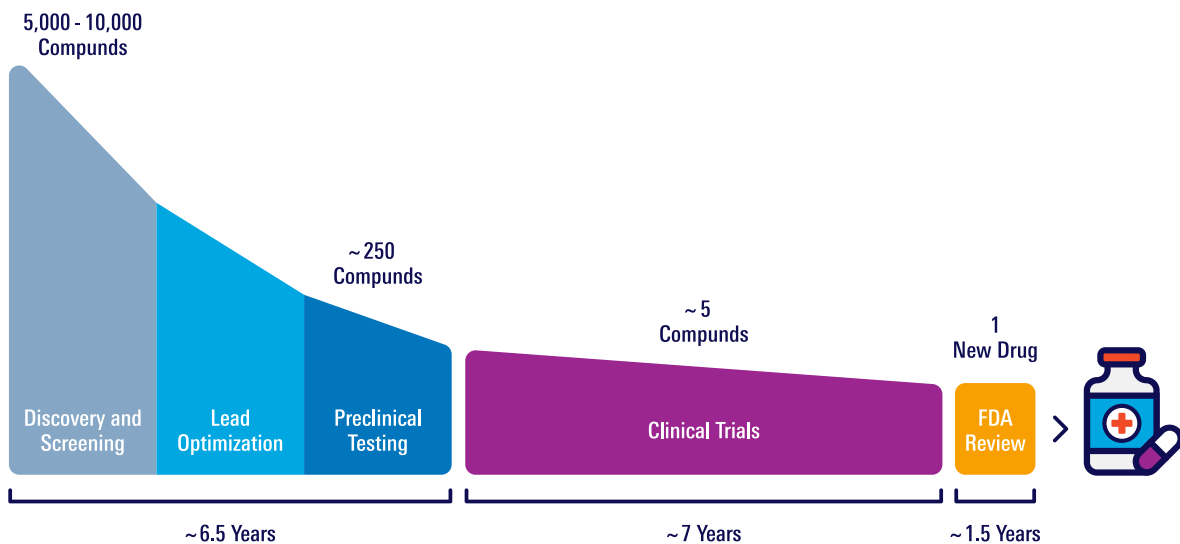 5,000 - 10,000
Compunds
~250
Compunds
~5
Compunds
1
New Drug
Discovery and
Screening
Lead
Optimization
Preclinical
Testing
Clinical Trials
FDA
Review
~6.5 Years
~7 Years
~1.5 Years